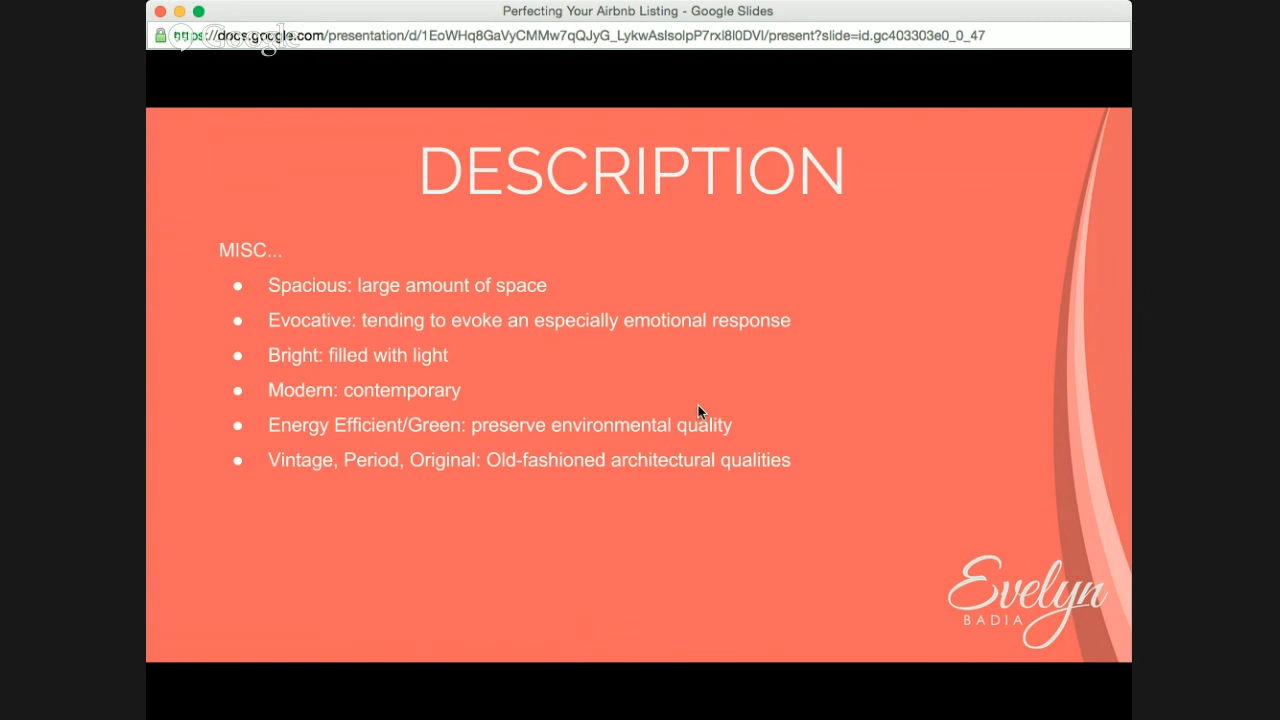 Perfecting Your Airbnb Listing - Google Slides
https://docs.google.com/presentation/d/1EoWHq8GaVyCMMw7qQJyG_LykwAslsolpP7rxl8l0DVI/present?slide=id.gc403303e0_0_47
Google
DESCRIPTION
MISC...
● Spacious: large amount of space
● Evocative: tending to evoke an especially emotional response
● Bright: filled with light
● Modern: contemporary
● Energy Efficient/Green: preserve environmental quality
● Vintage, Period, Original: Old-fashioned architectural qualities
Evelyn
BADIA